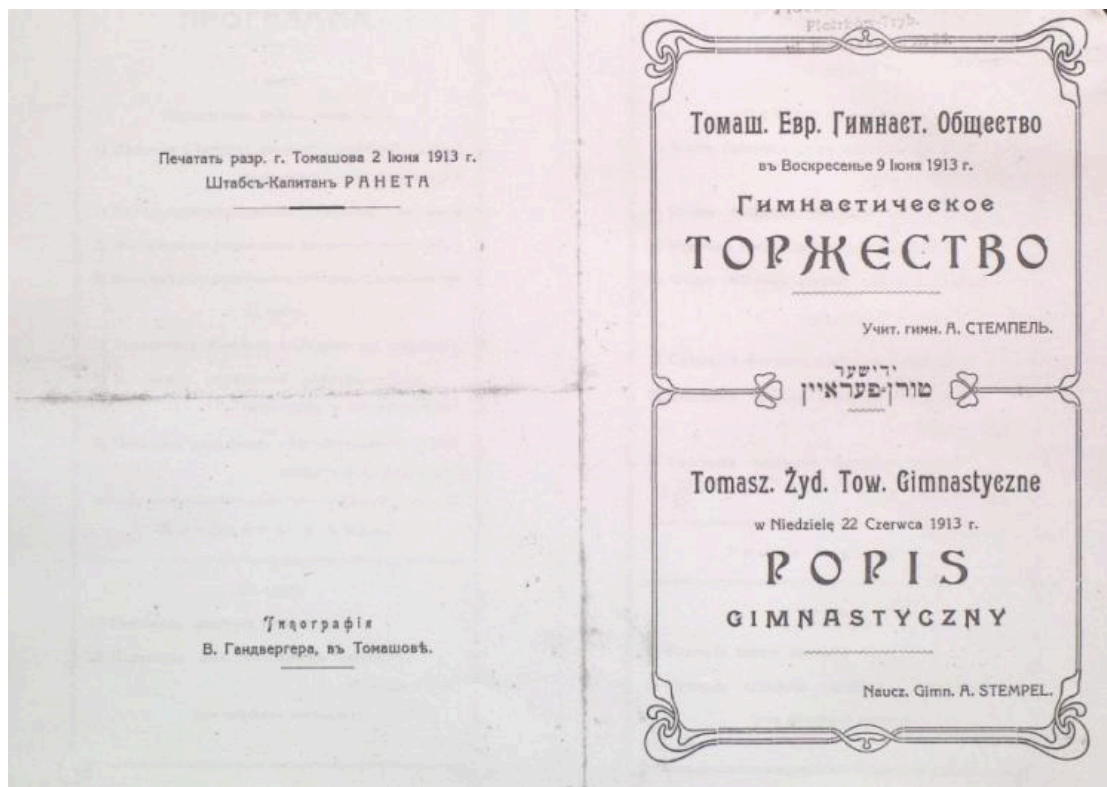 Печатать разр. г. Томашова 2 Іюня 1913 г.
Штабсъ-Капитанъ РАНЕТА
Типографія
В. Гандвергера, въ Томашовѣ.
Piotrków-Tryb.
Томаш. Евр. Гимнаст. Общество
въ Воскресенье 9 Іюня 1913 г.
Гимнастическое
ТОРЖЕСТВО
Учит. гимн. А. СТЕМПЕЛЬ.
ידישער
טורן-פעראיין
Tomasz. Żyd. Tow. Gimnastyczne
w Niedzielę 22 Czerwca 1913 r.
POPIS
GIMNASTYCZNY
Naucz. Gimn. A. STEMPEL.